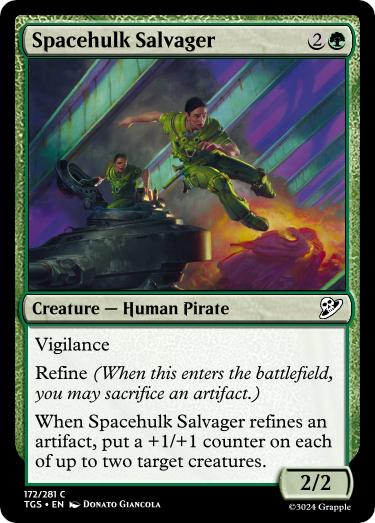 Spacehulk Salvager 2
Creature — Human Pirate
Vigilance
Refine (When this enters the battlefield,
you may sacrifice an artifact.)
When Spacehulk Salvager refines an
artifact, put a +1/+1 counter on each
of up to two target creatures.
2/2
172/281 C
TGS • EN Donato Giancola
©3024 Grapple